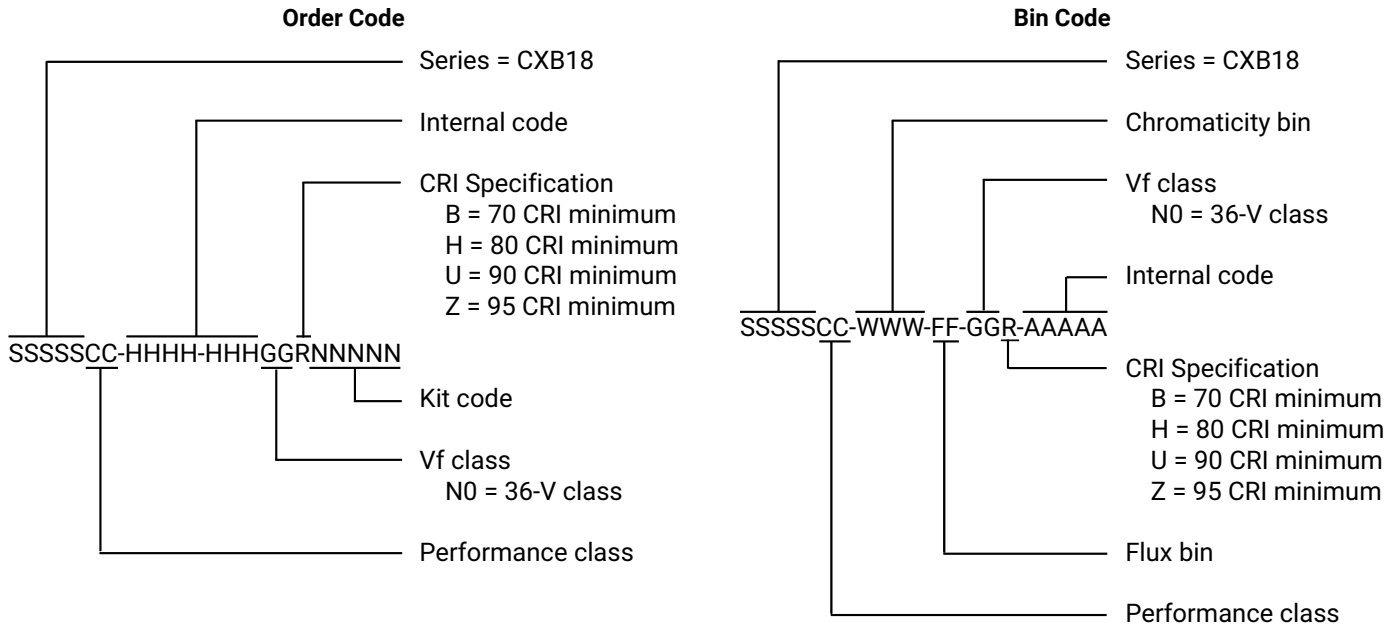 Order Code
Series = CXB18
Internal code
CRI Specification
B = 70 CRI minimum
H = 80 CRI minimum
U = 90 CRI minimum
Z = 95 CRI minimum
SSSSSCC-HHHH-HHHGGRNNNNN
Kit code
Vf class
N0 = 36-V class
Performance class
Bin Code
Series = CXB18
Chromaticity bin
Vf class
N0 = 36-V class
Internal code
SSSSSCC-WWW-FF-GGR-AAAAA
CRI Specification
B = 70 CRI minimum
H = 80 CRI minimum
U = 90 CRI minimum
Z = 95 CRI minimum
Flux bin
Performance class